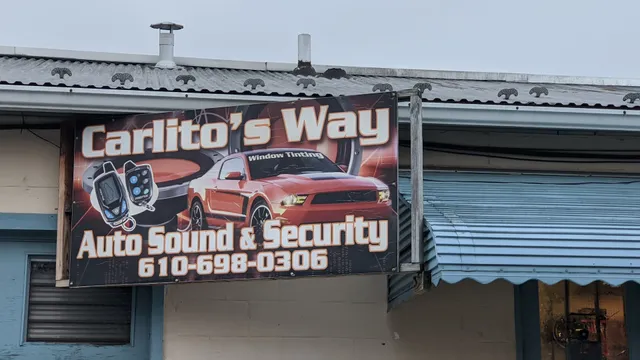 Carlito's Way
Window Tinting
Auto Sound & Security
610-698-0306